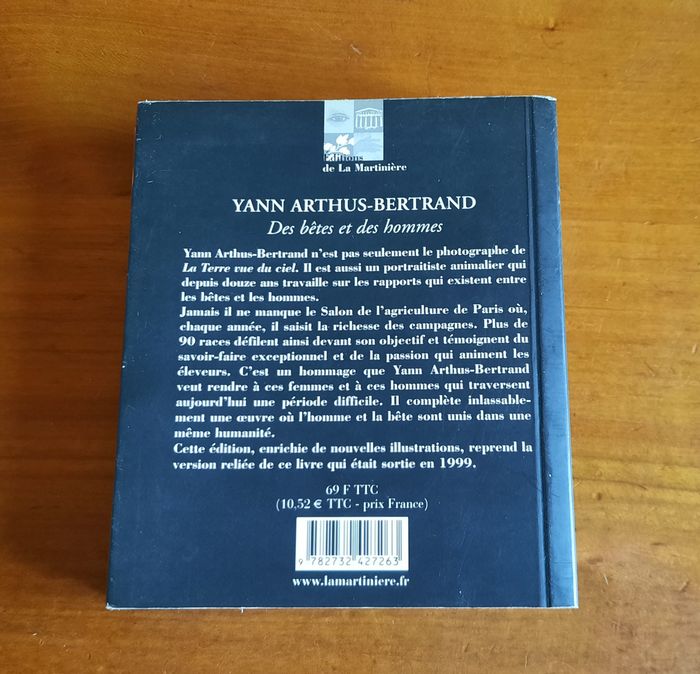 Éditions
de La Martinière
YANN ARTHUS-BERTRAND
Des bêtes et des hommes
Yann Arthus-Bertrand n'est pas seulement le photographe de
La Terre vue du ciel. Il est aussi un portraitiste animalier qui
depuis douze ans travaille sur les rapports qui existent entre
les bêtes et les hommes.
Jamais il ne manque le Salon de l'agriculture de Paris où,
chaque année, il saisit la richesse des campagnes. Plus de
90 races défilent ainsi devant son objectif et témoignent du
savoir-faire exceptionnel et de la passion qui animent les
éleveurs. C'est un hommage que Yann Arthus-Bertrand
veut rendre à ces femmes et à ces hommes qui traversent
aujourd'hui une période difficile. Il complète inlassable-
ment une œuvre où l'homme et la bête sont unis dans une
même humanité.
Cette édition, enrichie de nouvelles illustrations, reprend la
version reliée de ce livre qui était sortie en 1999.
69 F TTC
(10,52 € TTC - prix France)
9 782732 427263
www.lamartiniere.fr